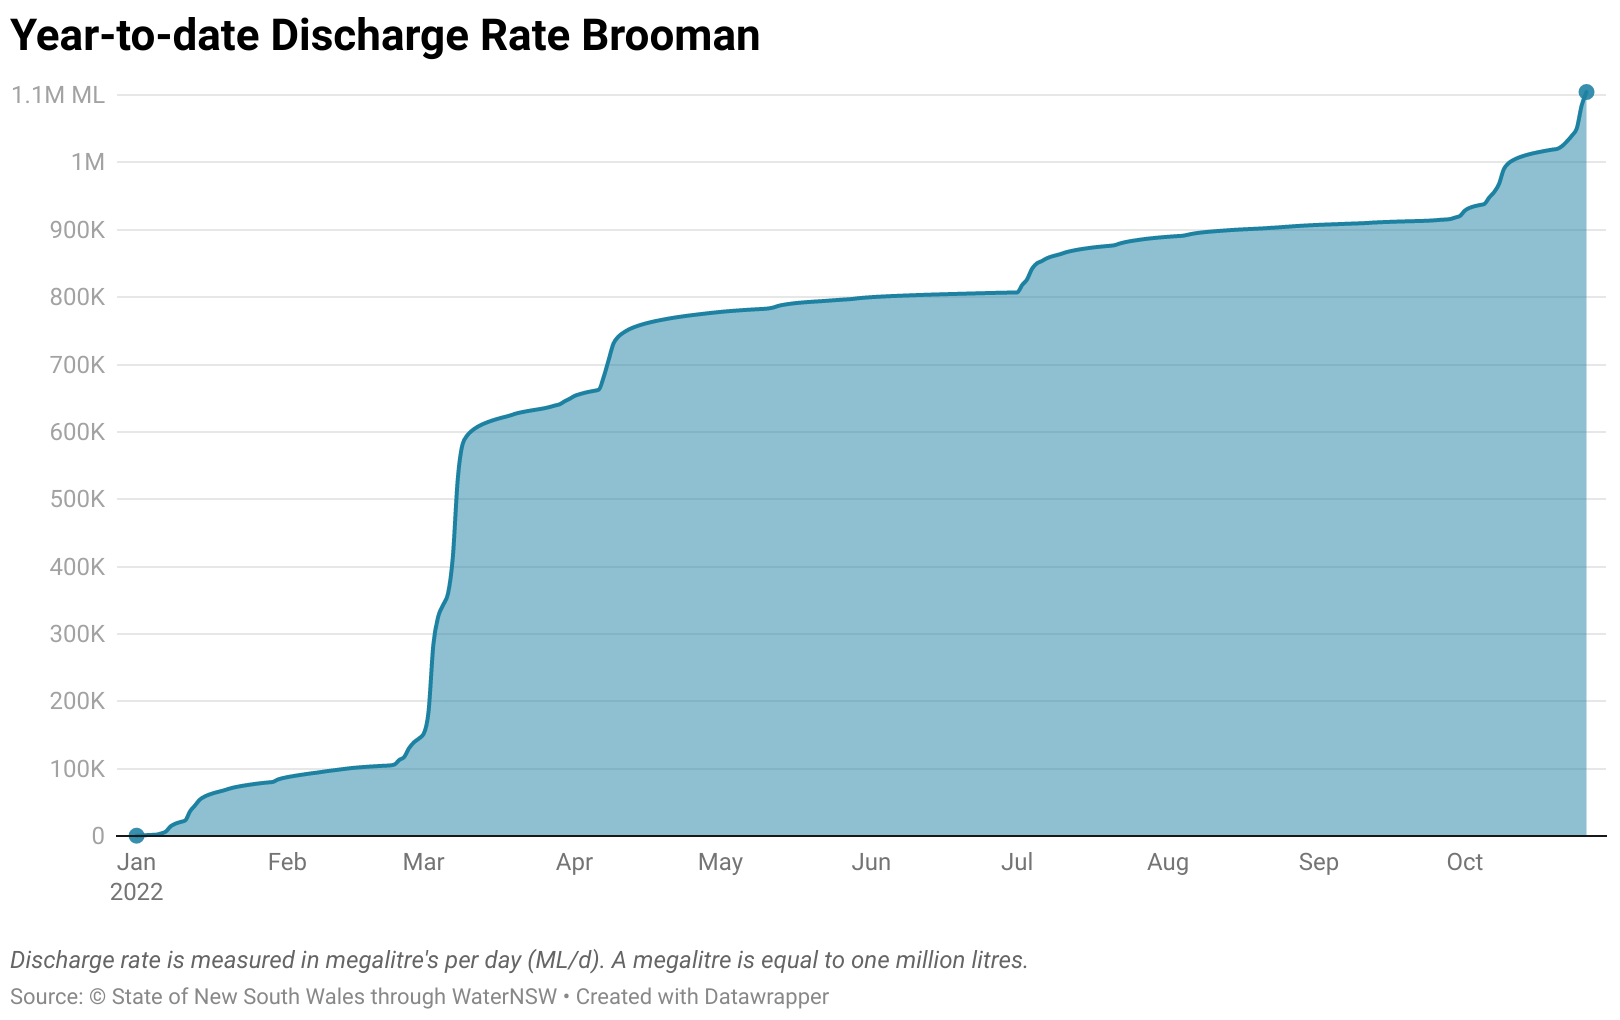 Year-to-date Discharge Rate Brooman
1.1M ML
1M
900K
800K
700K
600K
500K
400K
300K
200K
100K
0
Jan Feb Mar Apr May Jun Jul Aug Sep Oct
2022
Discharge rate is measured in megalitre's per day (ML/d). A megalitre is equal to one million litres.
Source: © State of New South Wales through WaterNSW • Created with Datawrapper